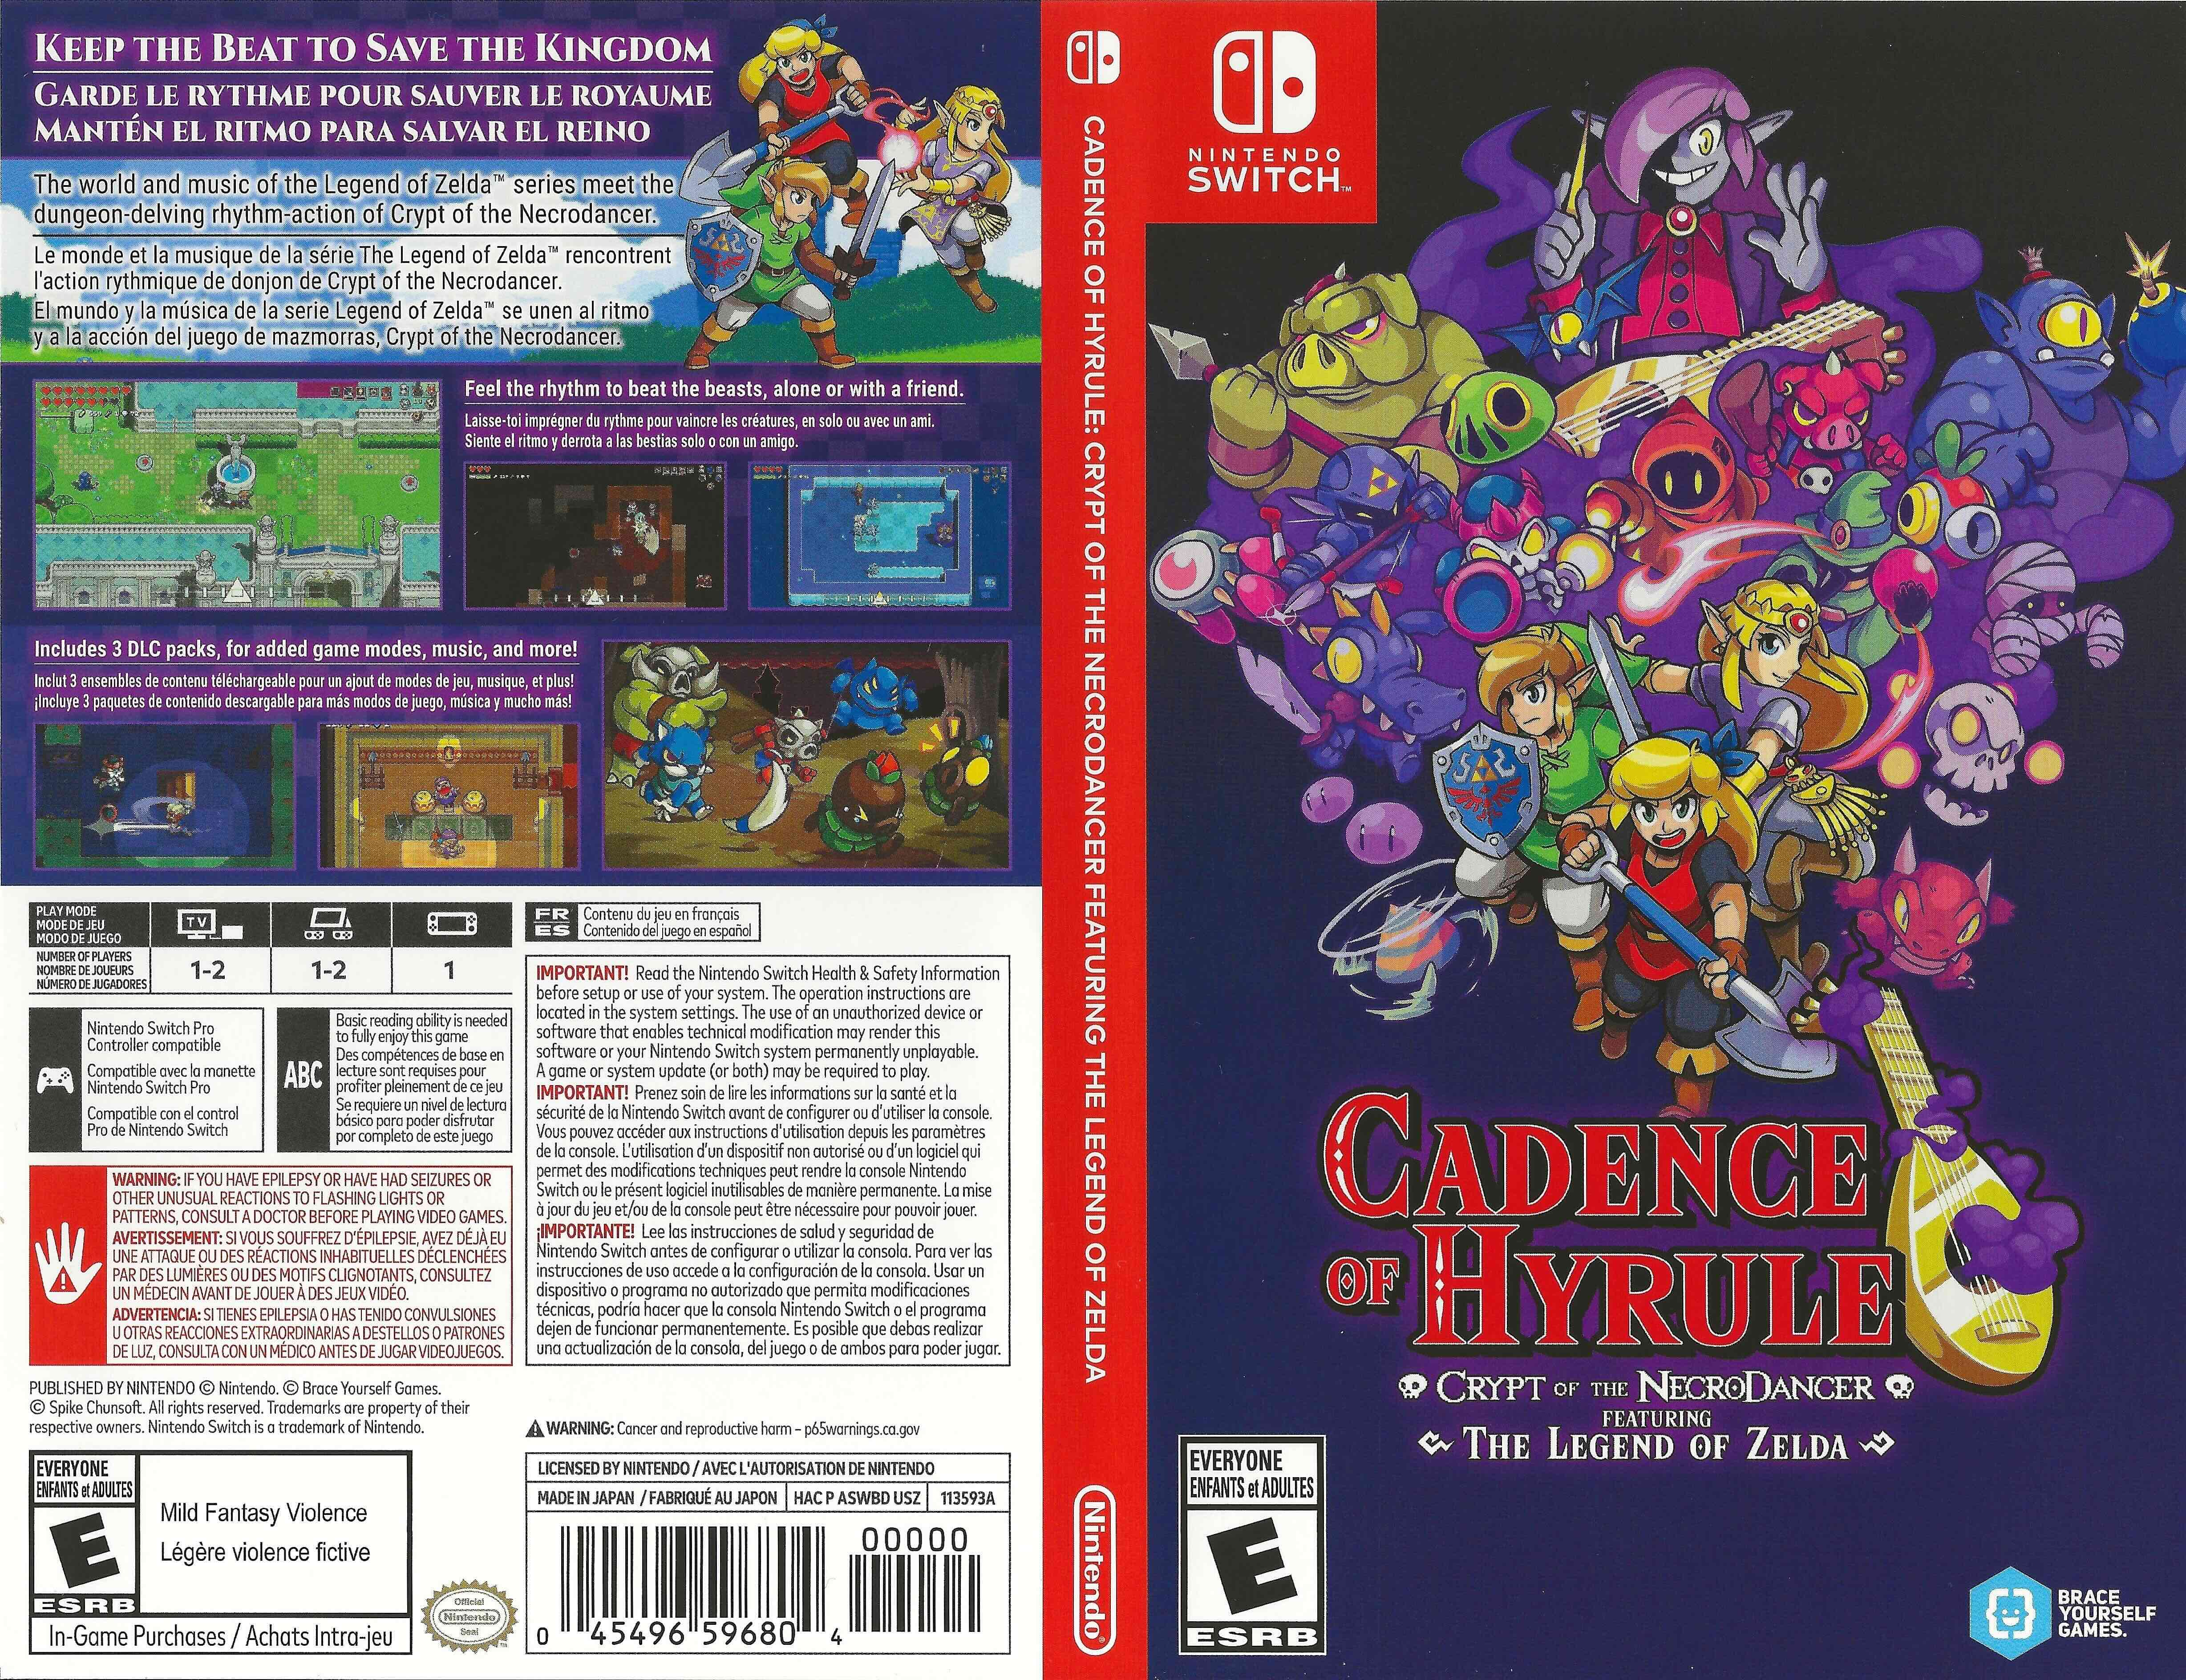 KEEP THE BEAT TO SAVE THE KINGDOM
GARDE LE RYTHME POUR SAUVER LE ROYAUME
MANTÉN EL RITMO PARA SALVAR EL REINO
The world and music of the Legend of Zelda™ series meet the
dungeon-delving rhythm-action of Crypt of the Necrodancer.
Le monde et la musique de la série The Legend of Zelda™ rencontrent
l'action rythmique de donjon de Crypt of the Necrodancer.
El mundo y la música de la serie Legend of Zelda™ se unen al ritmo
y a la acción del juego de mazmorras, Crypt of the Necrodancer.
Feel the rhythm to beat the beasts, alone or with a friend.
Laisse-toi imprégner du rythme pour vaincre les créatures, en solo ou avec un ami.
Siente el ritmo y derrota a las bestias solo o con un amigo.
Includes 3 DLC packs, for added game modes, music, and more!
Inclut 3 ensembles de contenu téléchargeable pour un ajout de modes de jeu, musique, et plus!
¡Incluye 3 paquetes de contenido descargable para más modos de juego, música y mucho más!
PLAY MODE
MODE DE JEU
MODO DE JUEGO
TV
NUMBER OF PLAYERS
NOMBRE DE JOUEURS
NÚMERO DE JUGADORES
1-2
1-2
1
Nintendo Switch Pro
Controller compatible
Compatible avec la manette
Nintendo Switch Pro
Compatible con el control
Pro de Nintendo Switch
ABC
Basic reading ability is needed
to fully enjoy this game
Des compétences de base en
lecture sont requises pour
profiter pleinement de ce jeu
Se requiere un nivel de lectura
básico para poder disfrutar
por completo de este juego
WARNING: IF YOU HAVE EPILEPSY OR HAVE HAD SEIZURES OR
OTHER UNUSUAL REACTIONS TO FLASHING LIGHTS OR
PATTERNS, CONSULT A DOCTOR BEFORE PLAYING VIDEO GAMES.
AVERTISSEMENT: SI VOUS SOUFFREZ D'ÉPILEPSIE, AVEZ DÉJÀ EU
UNE ATTAQUE OU DES RÉACTIONS INHABITUELLES DÉCLENCHÉES
PAR DES LUMIÈRES OU DES MOTIFS CLIGNOTANTS, CONSULTEZ
UN MÉDECIN AVANT DE JOUER À DES JEUX VIDÉO.
ADVERTENCIA: SI TIENES EPILEPSIA O HAS TENIDO CONVULSIONES
U OTRAS REACCIONES EXTRAORDINARIAS A DESTELLOS O PATRONES
DE LUZ, CONSULTA CON UN MÉDICO ANTES DE JUGAR VIDEOJUEGOS.
PUBLISHED BY NINTENDO © Nintendo. © Brace Yourself Games.
© Spike Chunsoft. All rights reserved. Trademarks are property of their
respective owners. Nintendo Switch is a trademark of Nintendo.
EVERYONE
ENFANTS et ADULTES
E
ESRB
Mild Fantasy Violence
Légère violence fictive
In-Game Purchases / Achats Intra-jeu
Official
Nintendo
Seal
FR
ES
Contenu du jeu en français
Contenido del juego en español
IMPORTANT! Read the Nintendo Switch Health & Safety Information
before setup or use of your system. The operation instructions are
located in the system settings. The use of an unauthorized device or
software that enables technical modification may render this
software or your Nintendo Switch system permanently unplayable.
A game or system update (or both) may be required to play.
IMPORTANT! Prenez soin de lire les informations sur la santé et la
sécurité de la Nintendo Switch avant de configurer ou d'utiliser la console.
Vous pouvez accéder aux instructions d'utilisation depuis les paramètres
de la console. L'utilisation d'un dispositif non autorisé ou d'un logiciel qui
permet des modifications techniques peut rendre la console Nintendo
Switch ou le présent logiciel inutilisables de manière permanente. La mise
à jour du jeu et/ou de la console peut être nécessaire pour pouvoir jouer.
¡IMPORTANTE! Lee las instrucciones de salud y seguridad de
Nintendo Switch antes de configurar o utilizar la consola. Para ver las
instrucciones de uso accede a la configuración de la consola. Usar un
dispositivo o programa no autorizado que permita modificaciones
técnicas, podría hacer que la consola Nintendo Switch o el programa
dejen de funcionar permanentemente. Es posible que debas realizar
una actualización de la consola, del juego o de ambos para poder jugar.
WARNING: Cancer and reproductive harm – p65warnings.ca.gov
LICENSED BY NINTENDO / AVEC L'AUTORISATION DE NINTENDO
MADE IN JAPAN / FABRIQUÉ AU JAPON HAC P ASWBD USZ 113593A
00000
0 45496 59680 4
CADENCE OF HYRULE: CRYPT OF THE NECRODANCER FEATURING THE LEGEND OF ZELDA
Nintendo®
NINTENDO
SWITCH™
CADENCE
OF HYRULE
CRYPT OF THE NECRODANCER
FEATURING
THE LEGEND OF ZELDA
EVERYONE
ENFANTS et ADULTES
E
ESRB
BRACE
YOURSELF
GAMES.